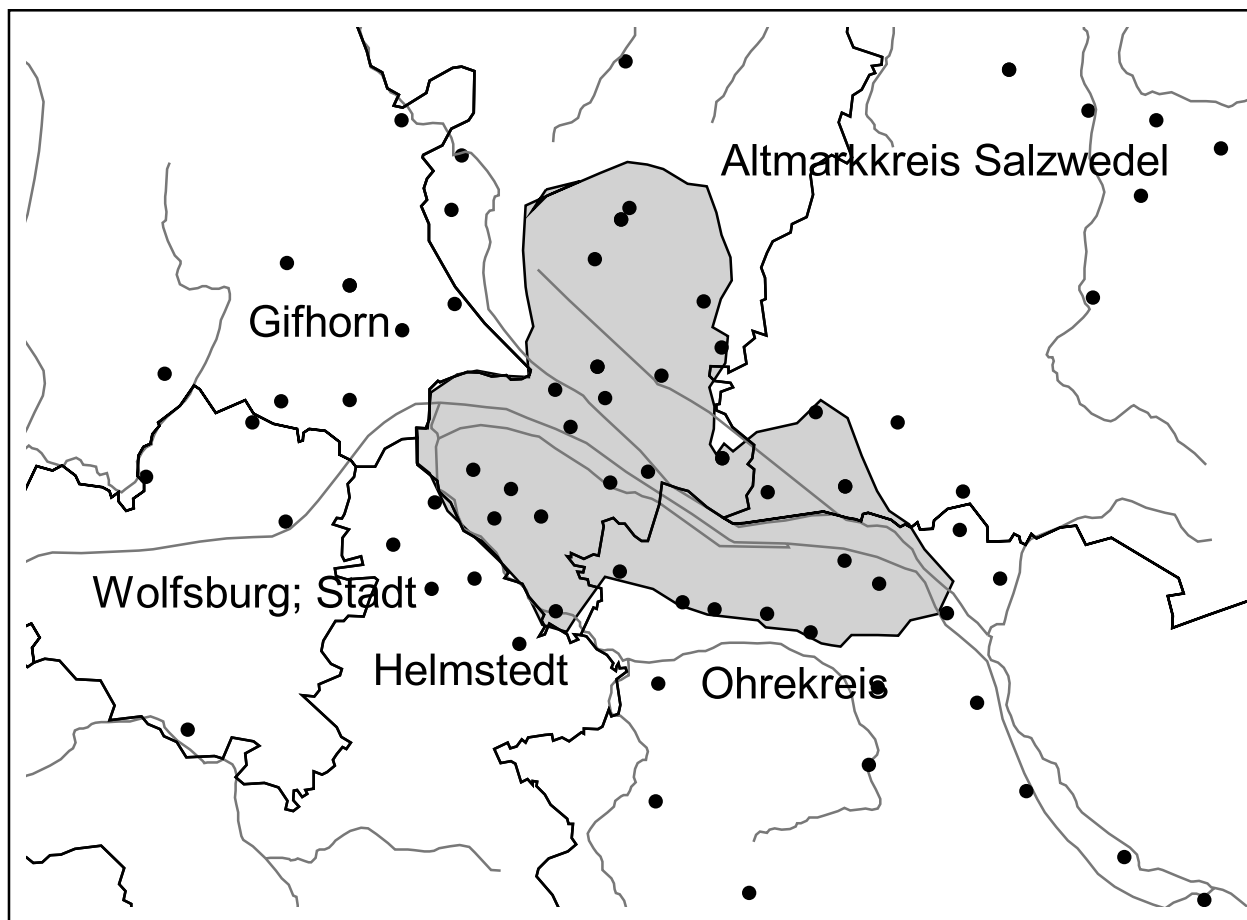 Altmarkkreis Salzwedel
Gifhorn
Wolfsburg; Stadt
Helmstedt
Ohrekreis